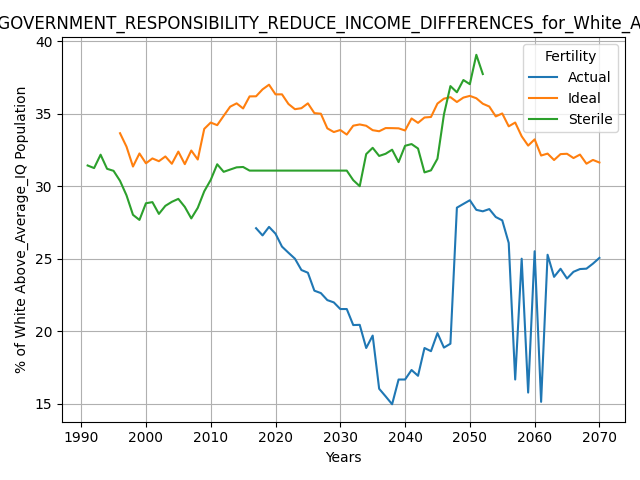 GOVERNMENT_RESPONSIBILITY_REDUCE_INCOME_DIFFERENCES_for_White_A
% of White Above_Average_IQ Population
40
35
30
25
20
15
Fertility
Actual
Ideal
Sterile
1990 2000 2010 2020 2030 2040 2050 2060 2070
Years